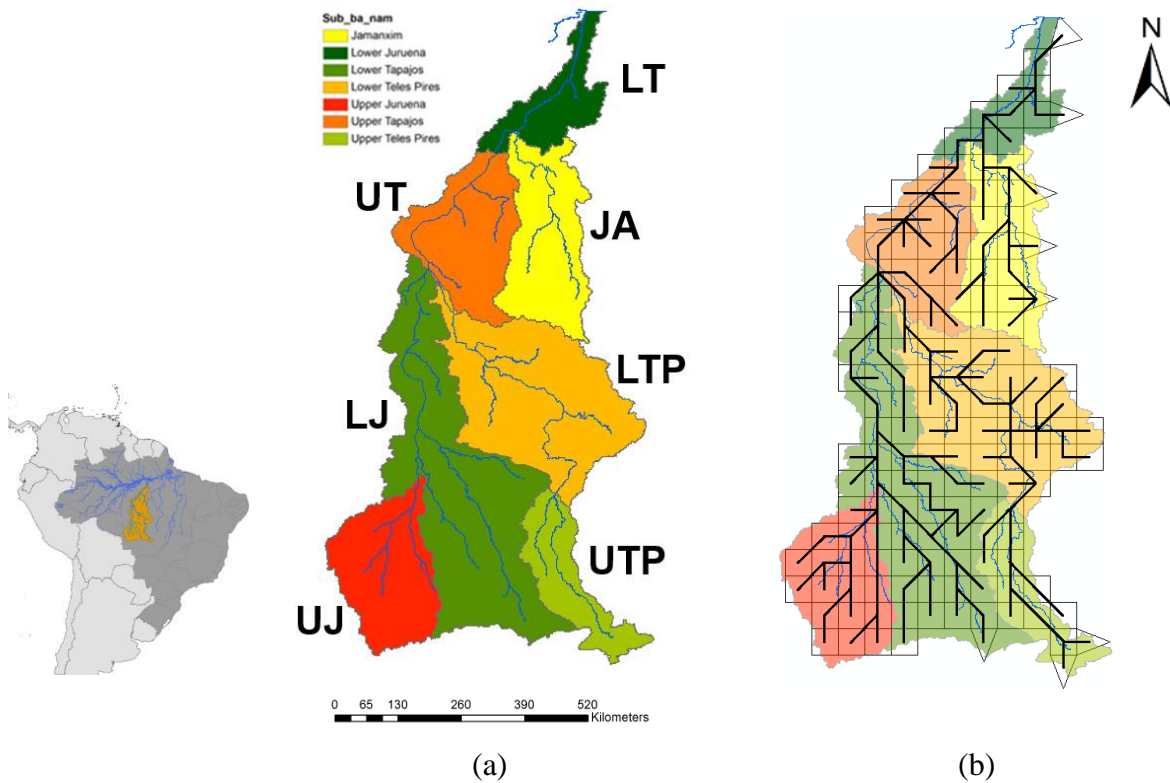 Sub_ba_nam
Jamanxim
Lower Juruena
Lower Tapajos
Lower Teles Pires
Upper Juruena
Upper Tapajos
Upper Teles Pires
LT
N
UT
JA
LTP
LJ
UTP
UJ
0 65 130 260 390 520
Kilometers
(a)
(b)